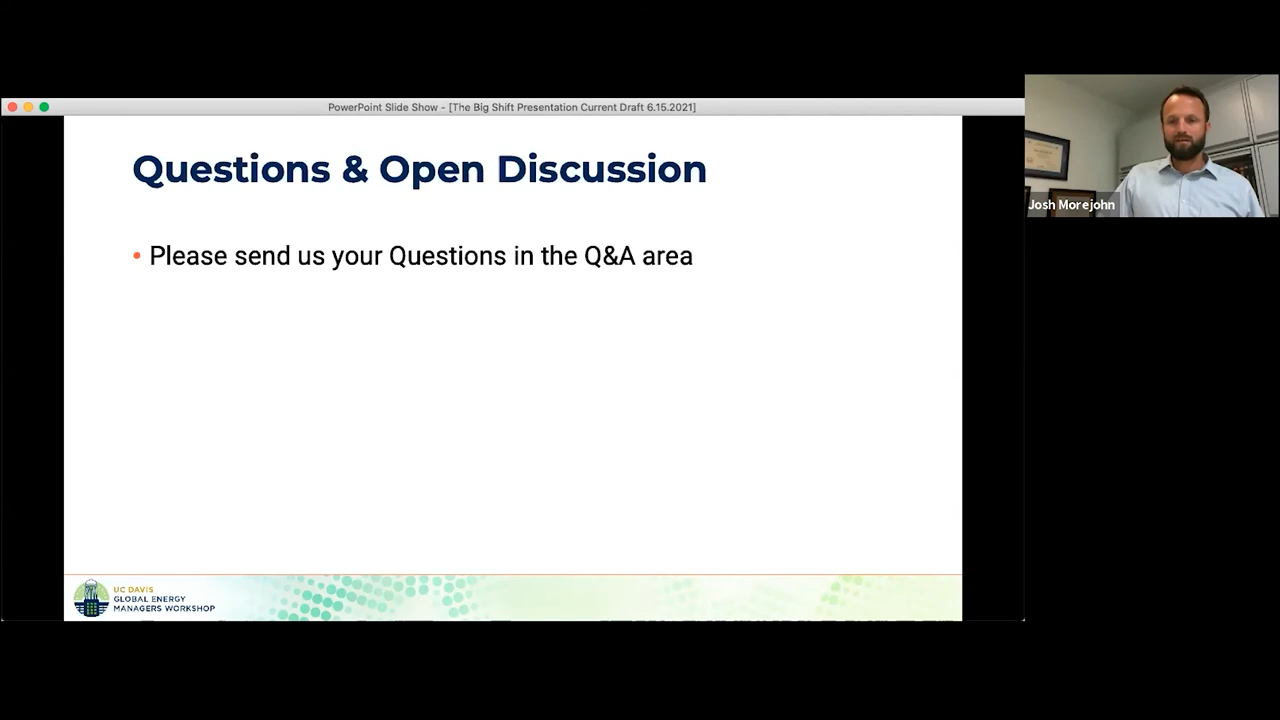 PowerPoint Slide Show - [The Big Shift Presentation Current Draft 6.15.2021]
Questions & Open Discussion
• Please send us your Questions in the Q&A area
UC DAVIS
GLOBAL ENERGY
MANAGERS WORKSHOP
Josh Morejohn